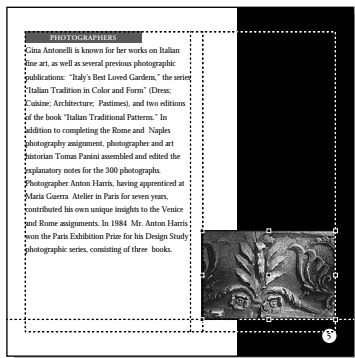 PHOTOGRAPHERS
Gina Antonelli is known for her works on Italian
fine art, as well as several previous photographic
publications: "Italy's Best Loved Gardens," the series
"Italian Tradition in Color and Form" (Dress;
Cuisine; Architecture; Pastimes), and two editions
of the book "Italian Traditional Patterns." In
addition to completing the Rome and Naples
photography assignment, photographer and art
historian Tomas Panini assembled and edited the
explanatory notes for the 300 photographs.
Photographer Anton Harris, having apprenticed at
Maria Guerra Atelier in Paris for seven years,
contributed his own unique insights to the Venice
and Rome assignments. In 1984 Mr. Anton Harris
won the Paris Exhibition Prize for his Design Study
photographic series, consisting of three books.
5